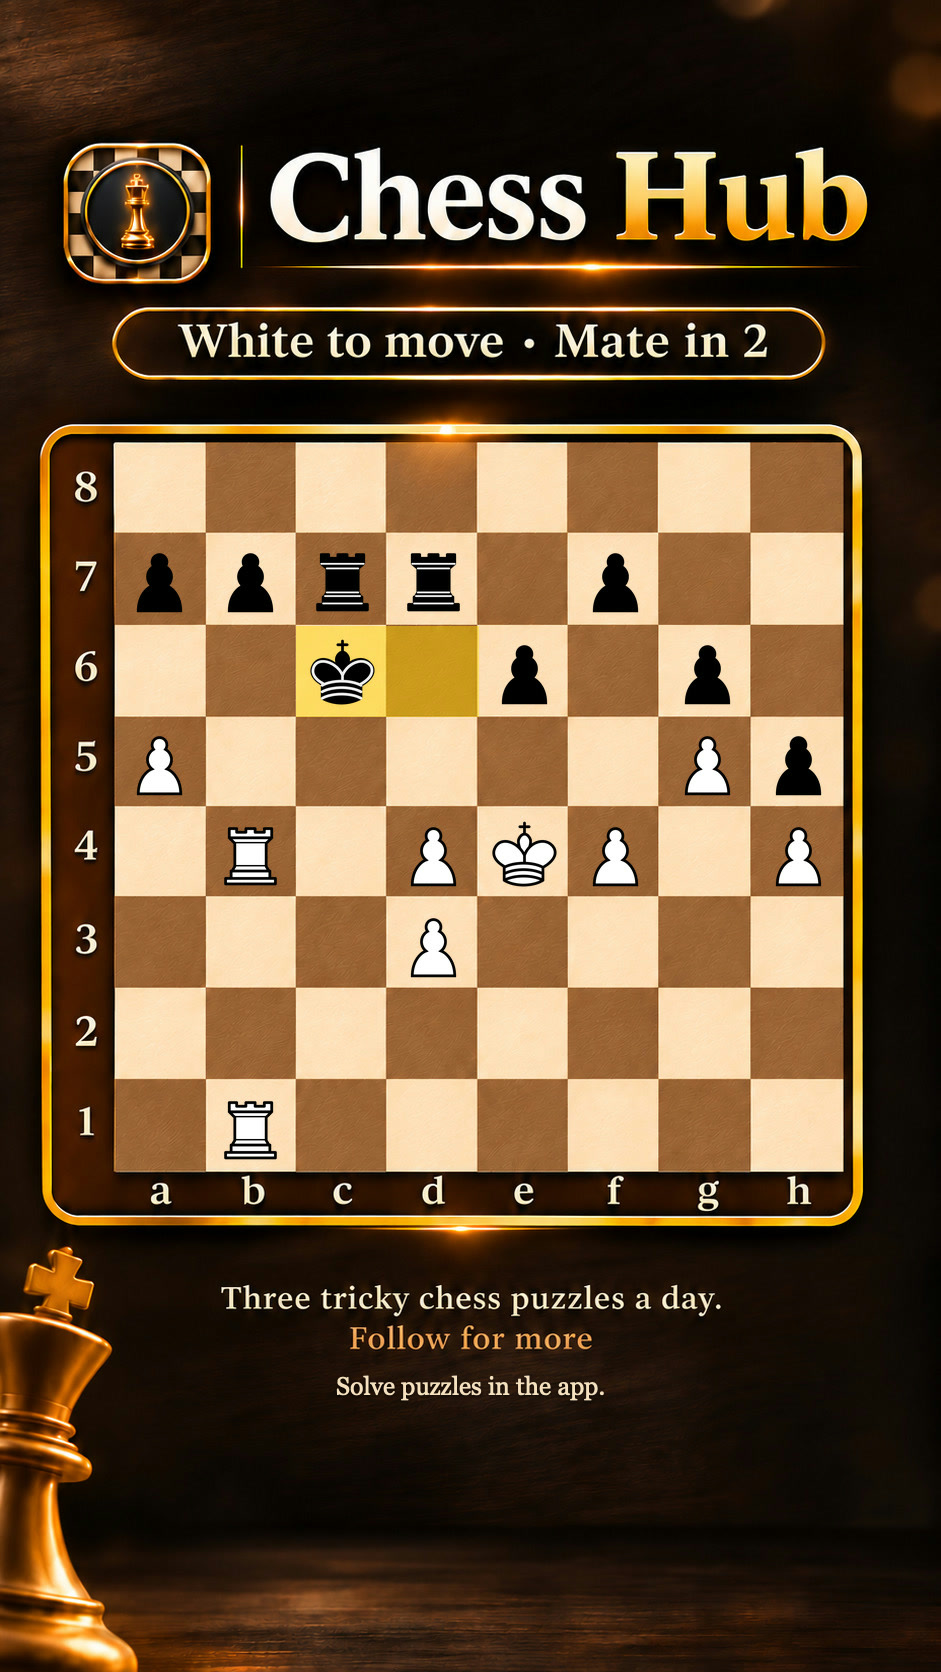 Chess Hub
White to move • Mate in 2
8
7
6
5
4
3
2
1
a b c d e f g h
Three tricky chess puzzles a day.
Follow for more
Solve puzzles in the app.